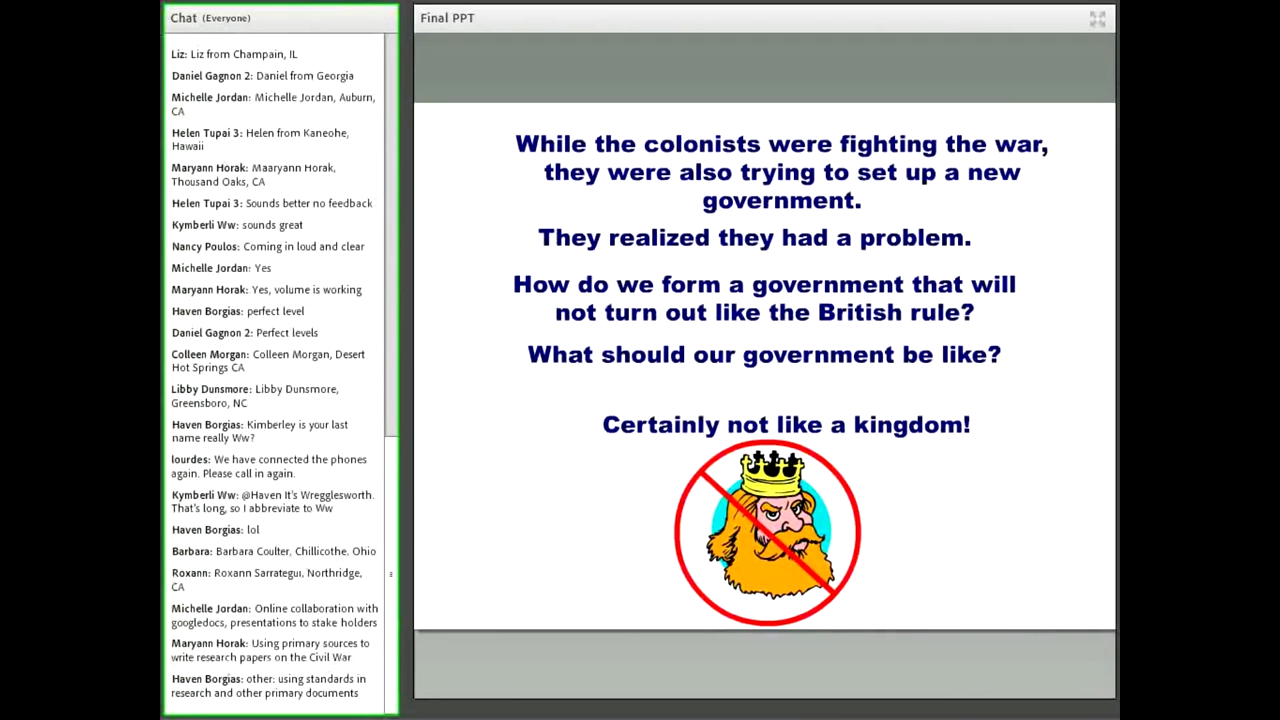 Chat (Everyone)
Liz: Liz from Champain, IL
Daniel Gagnon 2: Daniel from Georgia
Michelle Jordan: Michelle Jordan, Auburn,
CA
Helen Tupai 3: Helen from Kaneohe,
Hawaii
Maryann Horak: Maaryann Horak,
Thousand Oaks, CA
Helen Tupai 3: Sounds better no feedback
Kymberli Ww: sounds great
Nancy Poulos: Coming in loud and clear
Michelle Jordan: Yes
Maryann Horak: Yes, volume is working
Haven Borgias: perfect level
Daniel Gagnon 2: Perfect levels
Colleen Morgan: Colleen Morgan, Desert
Hot Springs CA
Libby Dunsmore: Libby Dunsmore,
Greensboro, NC
Haven Borgias: Kimberley is your last
name really Ww?
lourdes: We have connected the phones
again. Please call in again.
Kymberli Ww: @Haven It's Wregglesworth.
That's long, so I abbreviate to Ww
Haven Borgias: lol
Barbara: Barbara Coulter, Chillicothe. Ohio
Roxann: Roxann Sarrategui, Northridge,
CA
Michelle Jordan: Online collaboration with
googledocs, presentations to stake holders
Maryann Horak: Using primary sources to
write research papers on the Civil War
Haven Borgias: other: using standards in
research and other primary documents
Final PPT
While the colonists were fighting the war,
they were also trying to set up a new
government.
They realized they had a problem.
How do we form a government that will
not turn out like the British rule?
What should our government be like?
Certainly not like a kingdom!